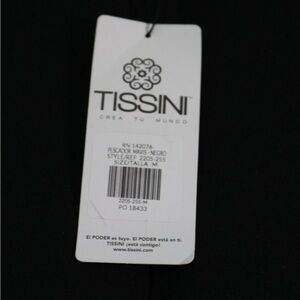 TISSINI
CREA TU MUNDO
RN 142076
PESCADOR MAVIS - NEGRO
STYLE/REF 2205-255
SIZE/TALLA M
2205-255-M
PO 18433
El PODER es tuyo. El PODER está en ti.
TISSINI ¡está contigo!
www.tissini.com